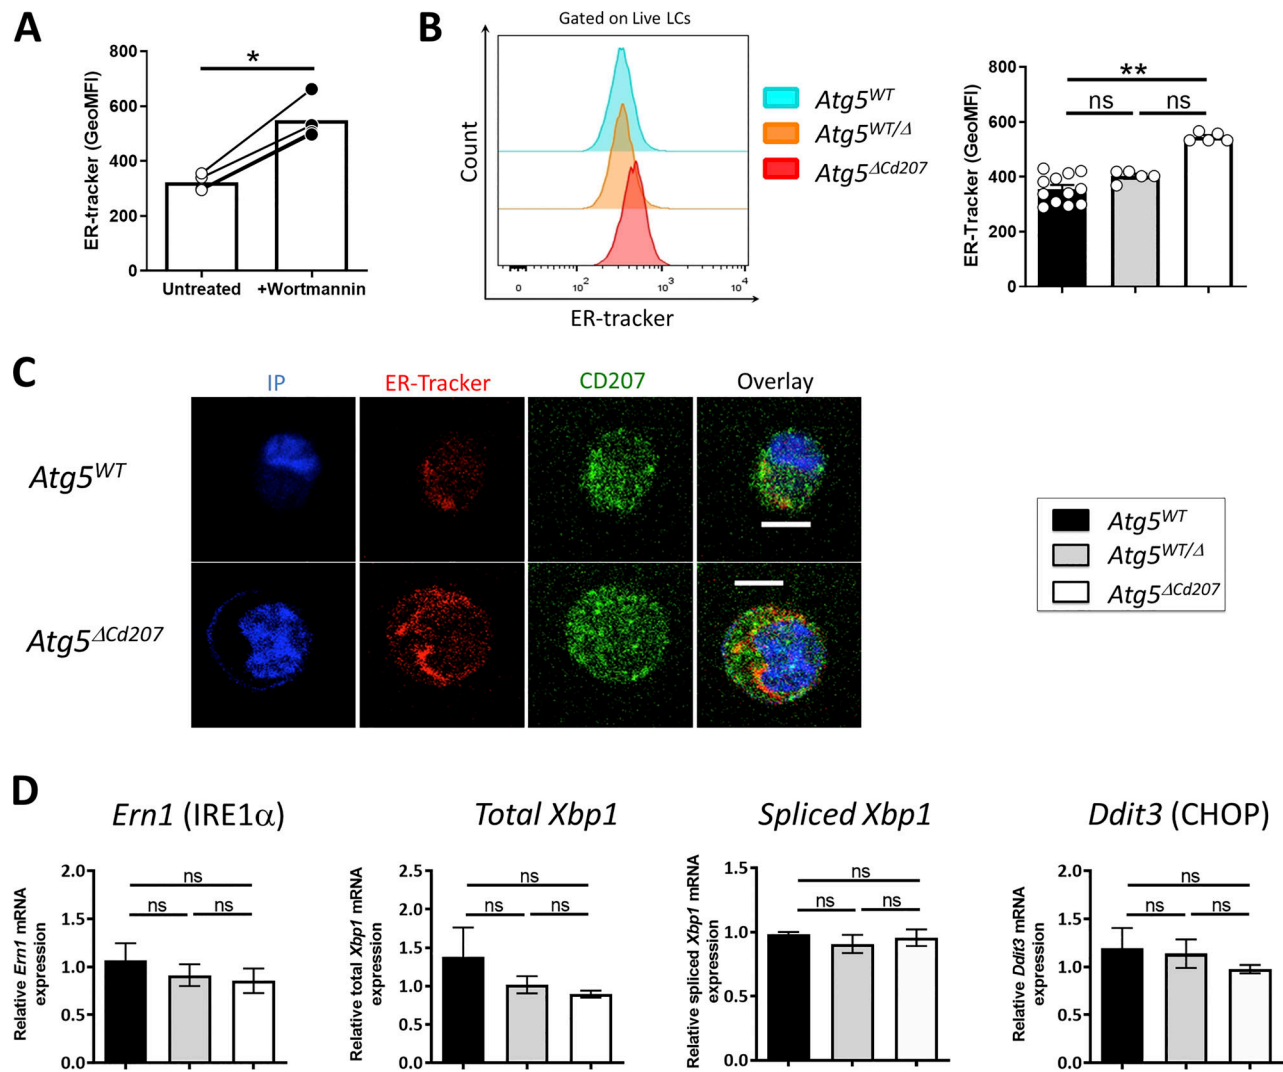 A
ER-tracker (GeoMFI)
800
600
400
200
0
*
Untreated
+Wortmannin
B
Gated on Live LCs
Count
0
10²
10³
10⁴
ER-tracker
Atg5^WT
Atg5^WT/Δ
Atg5^ΔCd207
ER-Tracker (GeoMFI)
800
600
400
200
0
**
ns
ns
C
IP
ER-Tracker
CD207
Overlay
Atg5^WT
Atg5^ΔCd207
Atg5^WT
Atg5^WT/Δ
Atg5^ΔCd207
D
Ern1 (IRE1α)
Relative Ern1 mRNA
expression
2.0
1.5
1.0
0.5
0.0
ns
ns
ns
Total Xbp1
Relative total Xbp1 mRNA
expression
2.5
2.0
1.5
1.0
0.5
0.0
ns
ns
ns
Spliced Xbp1
Relative spliced Xbp1 mRNA
expression
1.5
1.0
0.5
0.0
ns
ns
ns
Ddit3 (CHOP)
Relative Ddit3 mRNA
expression
2.0
1.5
1.0
0.5
0.0
ns
ns
ns